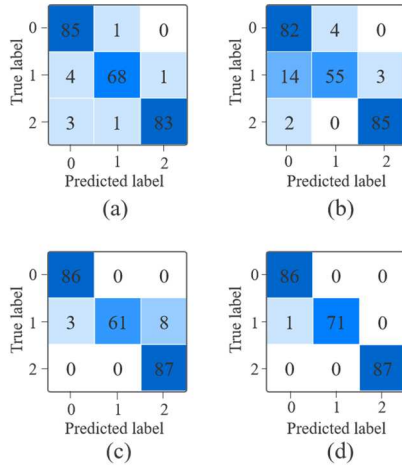 0 85 1 0
1 4 68 1
2 3 1 83
0 1 2
True label
Predicted label
(a)
0 82 4 0
1 14 55 3
2 2 0 85
0 1 2
True label
Predicted label
(b)
0 86 0 0
1 3 61 8
2 0 0 87
0 1 2
True label
Predicted label
(c)
0 86 0 0
1 1 71 0
2 0 0 87
0 1 2
True label
Predicted label
(d)